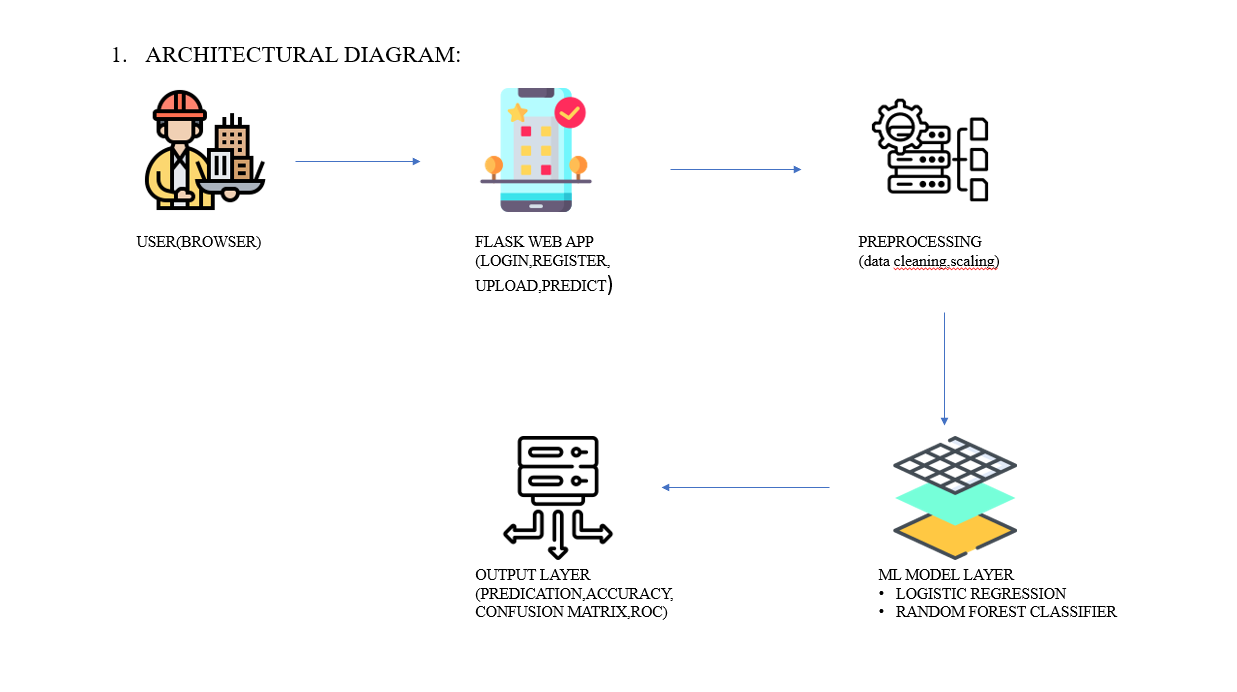 1. ARCHITECTURAL DIAGRAM:
USER(BROWSER)
FLASK WEB APP
(LOGIN,REGISTER,
UPLOAD,PREDICT)
PREPROCESSING
(data cleaning,scaling)
OUTPUT LAYER
(PREDICATION,ACCURACY,
CONFUSION MATRIX,ROC)
ML MODEL LAYER
• LOGISTIC REGRESSION
• RANDOM FOREST CLASSIFIER